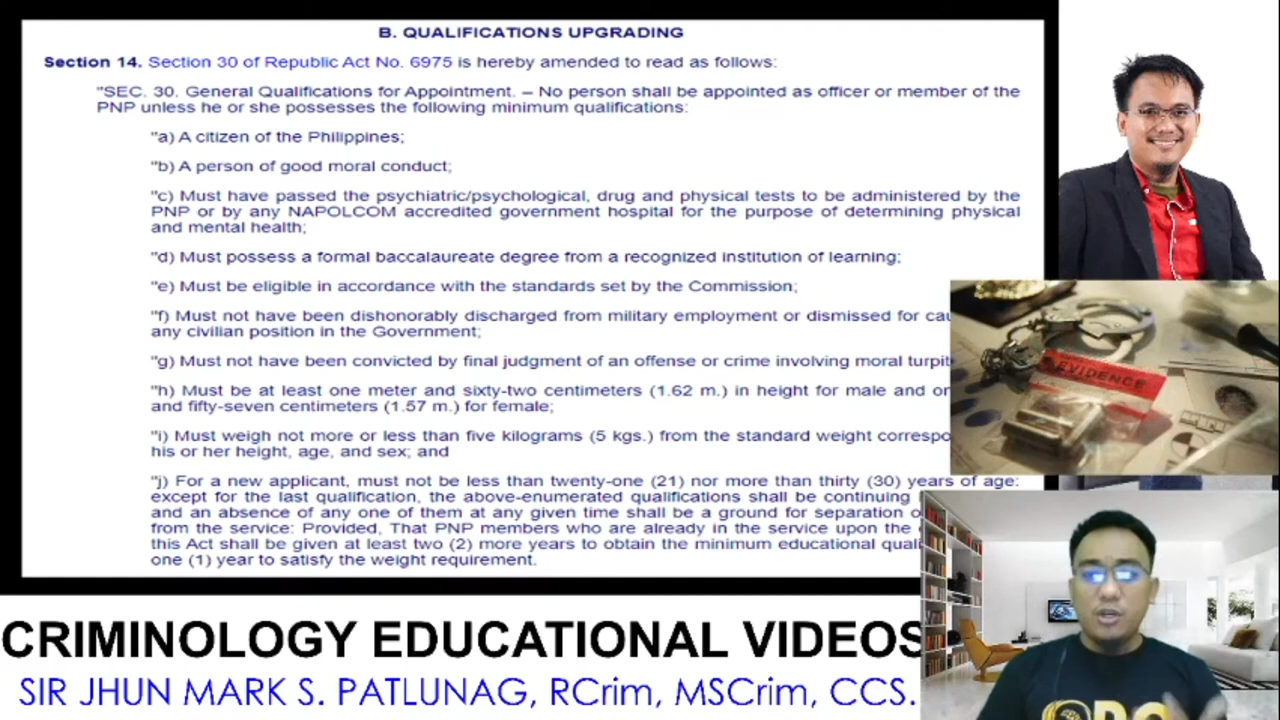 B. QUALIFICATIONS UPGRADING
Section 14. Section 30 of Republic Act No. 6975 is hereby amended to read as follows:
"SEC. 30. General Qualifications for Appointment. – No person shall be appointed as officer or member of the
PNP unless he or she possesses the following minimum qualifications:
"a) A citizen of the Philippines;
"b) A person of good moral conduct;
"c) Must have passed the psychiatric/psychological, drug and physical tests to be administered by the
PNP or by any NAPOLCOM accredited government hospital for the purpose of determining physical
and mental health;
"d) Must possess a formal baccalaureate degree from a recognized institution of learning;
"e) Must be eligible in accordance with the standards set by the Commission;
"f) Must not have been dishonorably discharged from military employment or dismissed for cau
any civilian position in the Government;
"g) Must not have been convicted by final judgment of an offense or crime involving moral turpit
"h) Must be at least one meter and sixty-two centimeters (1.62 m.) in height for male and or
and fifty-seven centimeters (1.57 m.) for female;
"i) Must weigh not more or less than five kilograms (5 kgs.) from the standard weight correspo
his or her height, age, and sex; and
"j) For a new applicant, must not be less than twenty-one (21) nor more than thirty (30) years of age:
except for the last qualification, the above-enumerated qualifications shall be continuing
and an absence of any one of them at any given time shall be a ground for separation o
from the service: Provided, That PNP members who are already in the service upon the
this Act shall be given at least two (2) more years to obtain the minimum educational quali
one (1) year to satisfy the weight requirement.
EVIDENCE
CRIMINOLOGY EDUCATIONAL VIDEOS
SIR JHUN MARK S. PATLUNAG, RCrim, MSCrim, CCS.